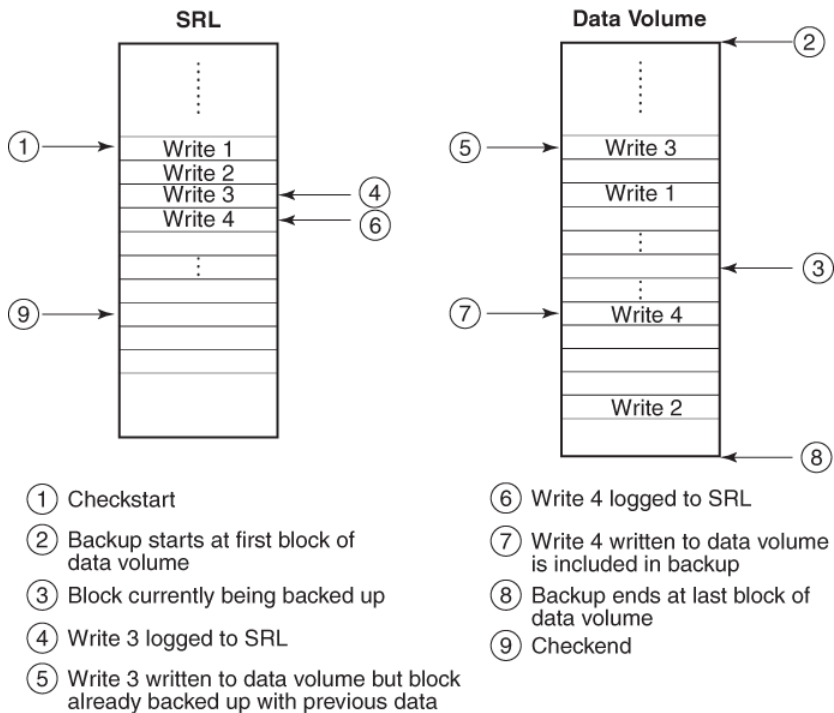 SRL
Data Volume
②
①
Write 1
⑤
Write 3
Write 2
Write 3
④
Write 1
Write 4
⑥
③
⑨
⑦
Write 4
Write 2
⑧
① Checkstart
② Backup starts at first block of
data volume
③ Block currently being backed up
④ Write 3 logged to SRL
⑤ Write 3 written to data volume but block
already backed up with previous data
⑥ Write 4 logged to SRL
⑦ Write 4 written to data volume
is included in backup
⑧ Backup ends at last block of
data volume
⑨ Checkend